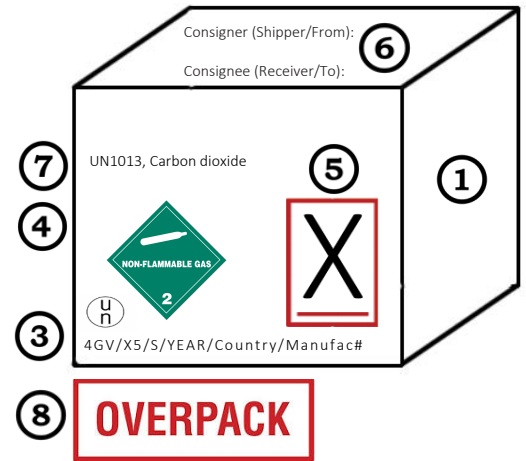 Consigner (Shipper/From):
6
Consignee (Receiver/To):
7
UN1013, Carbon dioxide
5
1
4
X
NON-FLAMMABLE GAS
2
u
n
3
4GV/X5/S/YEAR/Country/Manufac#
8
OVERPACK